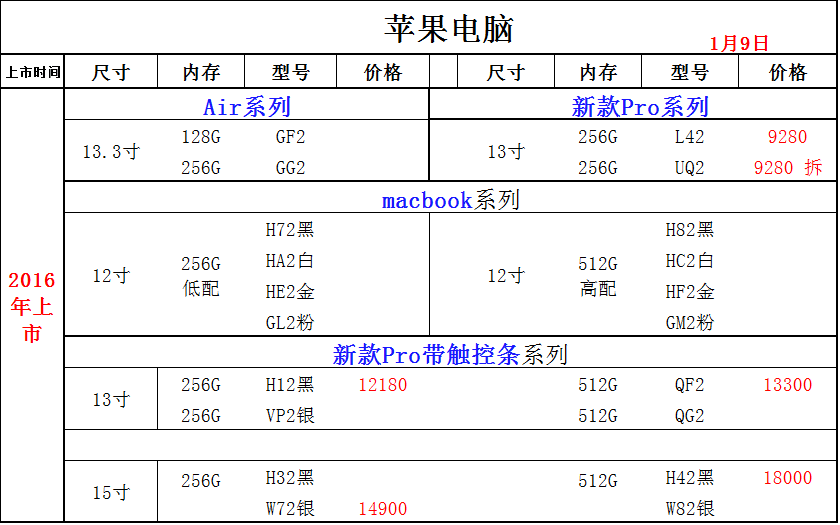 苹果电脑
1月9日
上市时间 尺寸 内存 型号 价格 尺寸 内存 型号 价格
Air系列 新款Pro系列
13.3寸 128G GF2 13寸 256G L42 9280
256G GG2 256G UQ2 9280 拆
macbook系列
2016年上市
12寸 256G低配 H72黑 12寸 512G高配 H82黑
HA2白 HC2白
HE2金 HF2金
GL2粉 GM2粉
新款Pro带触控条系列
13寸 256G H12黑 12180 512G QF2 13300
256G VP2银 512G QG2
15寸 256G H32黑 512G H42黑 18000
W72银 14900 W82银